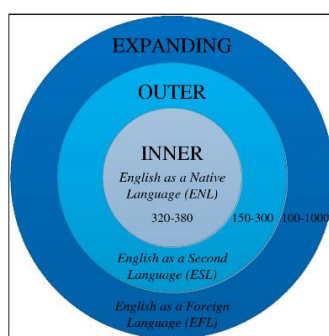 EXPANDING
OUTER
INNER
English as a Native
Language (ENL)
320-380 150-300 100-1000
English as a Second
Language (ESL)
English as a Foreign
Language (EFL)